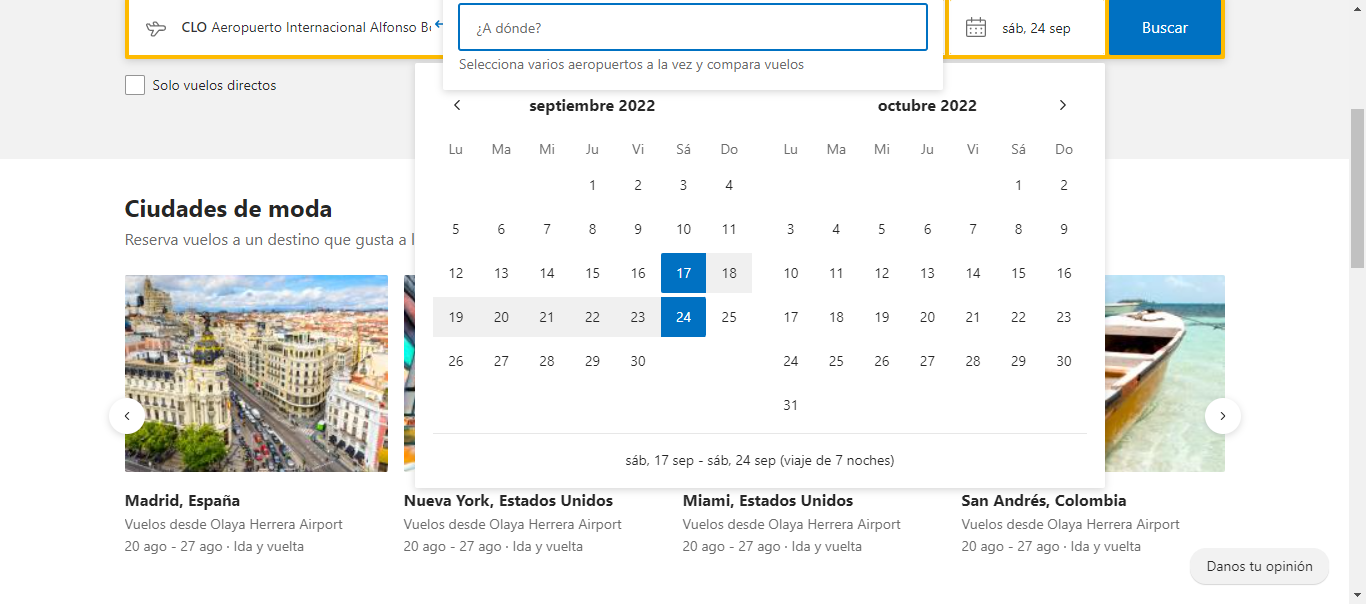 CLO Aeropuerto Internacional Alfonso
¿A dónde?
sáb, 24 sep
Buscar
Selecciona varios aeropuertos a la vez y compara vuelos
Solo vuelos directos
septiembre 2022
octubre 2022
Lu Ma Mi Ju Vi Sá Do
Lu Ma Mi Ju Vi Sá Do
1 2 3 4
1 2
5 6 7 8 9 10 11
3 4 5 6 7 8 9
12 13 14 15 16 17 18
10 11 12 13 14 15 16
19 20 21 22 23 24 25
17 18 19 20 21 22 23
26 27 28 29 30
24 25 26 27 28 29 30
31
sáb, 17 sep - sáb, 24 sep (viaje de 7 noches)
Ciudades de moda
Reserva vuelos a un destino que gusta a
Madrid, España
Vuelos desde Olaya Herrera Airport
20 ago - 27 ago · Ida y vuelta
Nueva York, Estados Unidos
Vuelos desde Olaya Herrera Airport
20 ago - 27 ago · Ida y vuelta
Miami, Estados Unidos
Vuelos desde Olaya Herrera Airport
20 ago - 27 ago · Ida y vuelta
San Andrés, Colombia
Vuelos desde Olaya Herrera Airport
20 ago - 27 ago · Ida y vuelta
Danos tu opinión